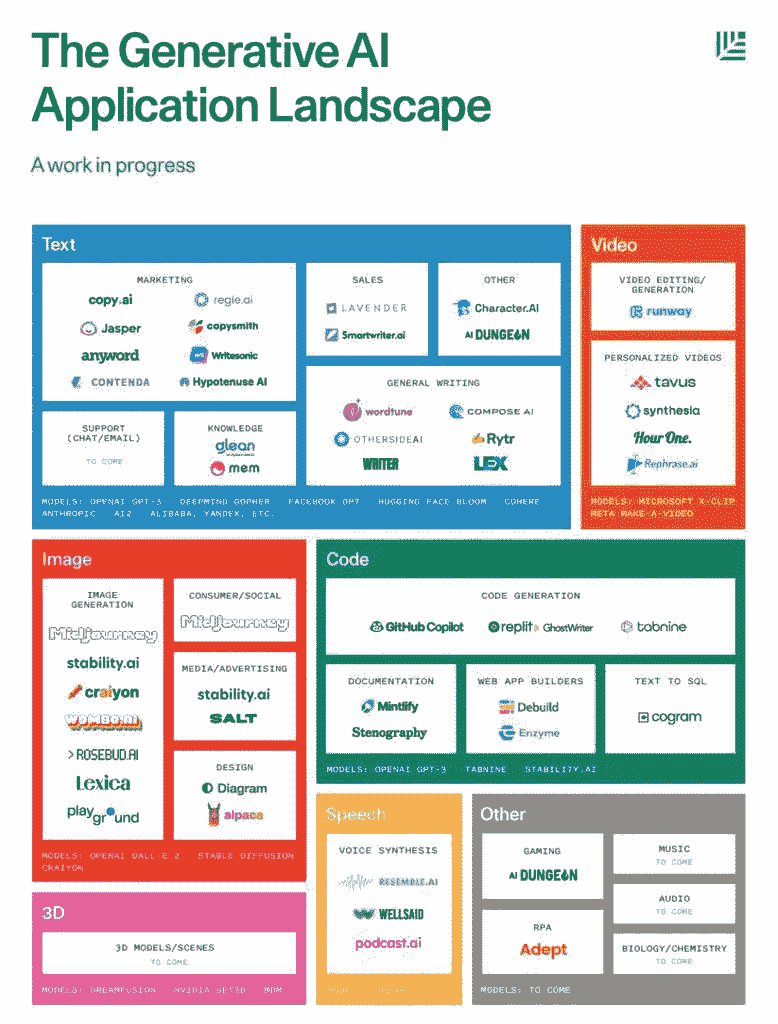 The Generative AI
Application Landscape
A work in progress
Text
MARKETING
copy.ai
regie.ai
Jasper
copysmith
anyword
Writesonic
CONTENDA
Hypotenuse AI
SALES
LAVENDER
Smartwriter.ai
OTHER
Character.AI
AI DUNGEON
GENERAL WRITING
wordtune
COMPOSE AI
OTHERSIDEAI
Rytr
WRITER
LEX
SUPPORT
(CHAT/EMAIL)
TO COME
KNOWLEDGE
glean
mem
MODELS: OPENAI GPT-3 DEEPMIND GOPHER FACEBOOK OPT HUGGING FACE BLOOM COHERE
ANTHROPIC AI2 ALIBABA, YANDEX, ETC.
Video
VIDEO EDITING/
GENERATION
runway
PERSONALIZED VIDEOS
tavus
synthesia
Hour One.
Rephrase.ai
MODELS: MICROSOFT X-CLIP
META MAKE-A-VIDEO
Image
IMAGE
GENERATION
Midjourney
stability.ai
craiyon
WOMBO.AI
ROSEBUD.AI
Lexica
playground
CONSUMER/SOCIAL
Midjourney
MEDIA/ADVERTISING
stability.ai
SALT
DESIGN
Diagram
alpaca
MODELS: OPENAI DALL-E 2 STABLE DIFFUSION
CRAIYON
Code
CODE GENERATION
GitHub Copilot
replit GhostWriter
tabnine
DOCUMENTATION
Mintlify
Stenography
WEB APP BUILDERS
Debuild
Enzyme
TEXT TO SQL
cogram
MODELS: OPENAI GPT-3 TABNINE STABILITY.AI
3D
3D MODELS/SCENES
TO COME
MODELS: DREAMFUSION NVIDIA GET3D MDM
Speech
VOICE SYNTHESIS
RESEMBLE.AI
WELLSAID
podcast.ai
Other
GAMING
AI DUNGEON
RPA
Adept
MUSIC
TO COME
AUDIO
TO COME
BIOLOGY/CHEMISTRY
TO COME
MODELS: TO COME